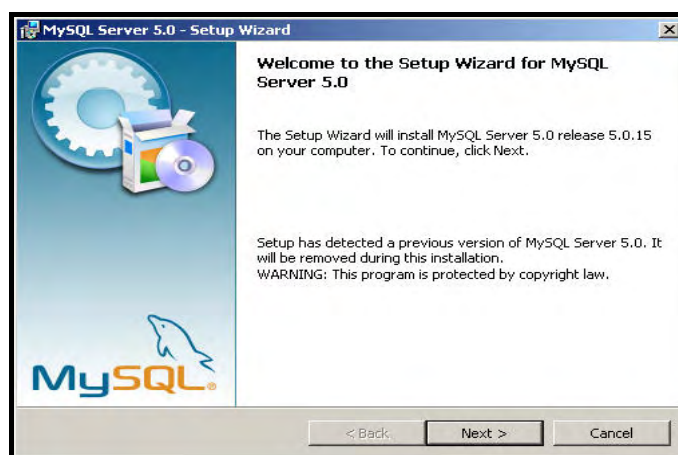 MySQL Server 5.0 - Setup Wizard
Welcome to the Setup Wizard for MySQL
Server 5.0
The Setup Wizard will install MySQL Server 5.0 release 5.0.15
on your computer. To continue, click Next.
Setup has detected a previous version of MySQL Server 5.0. It
will be removed during this installation.
WARNING: This program is protected by copyright law.
MySQL®
< Back
Next >
Cancel